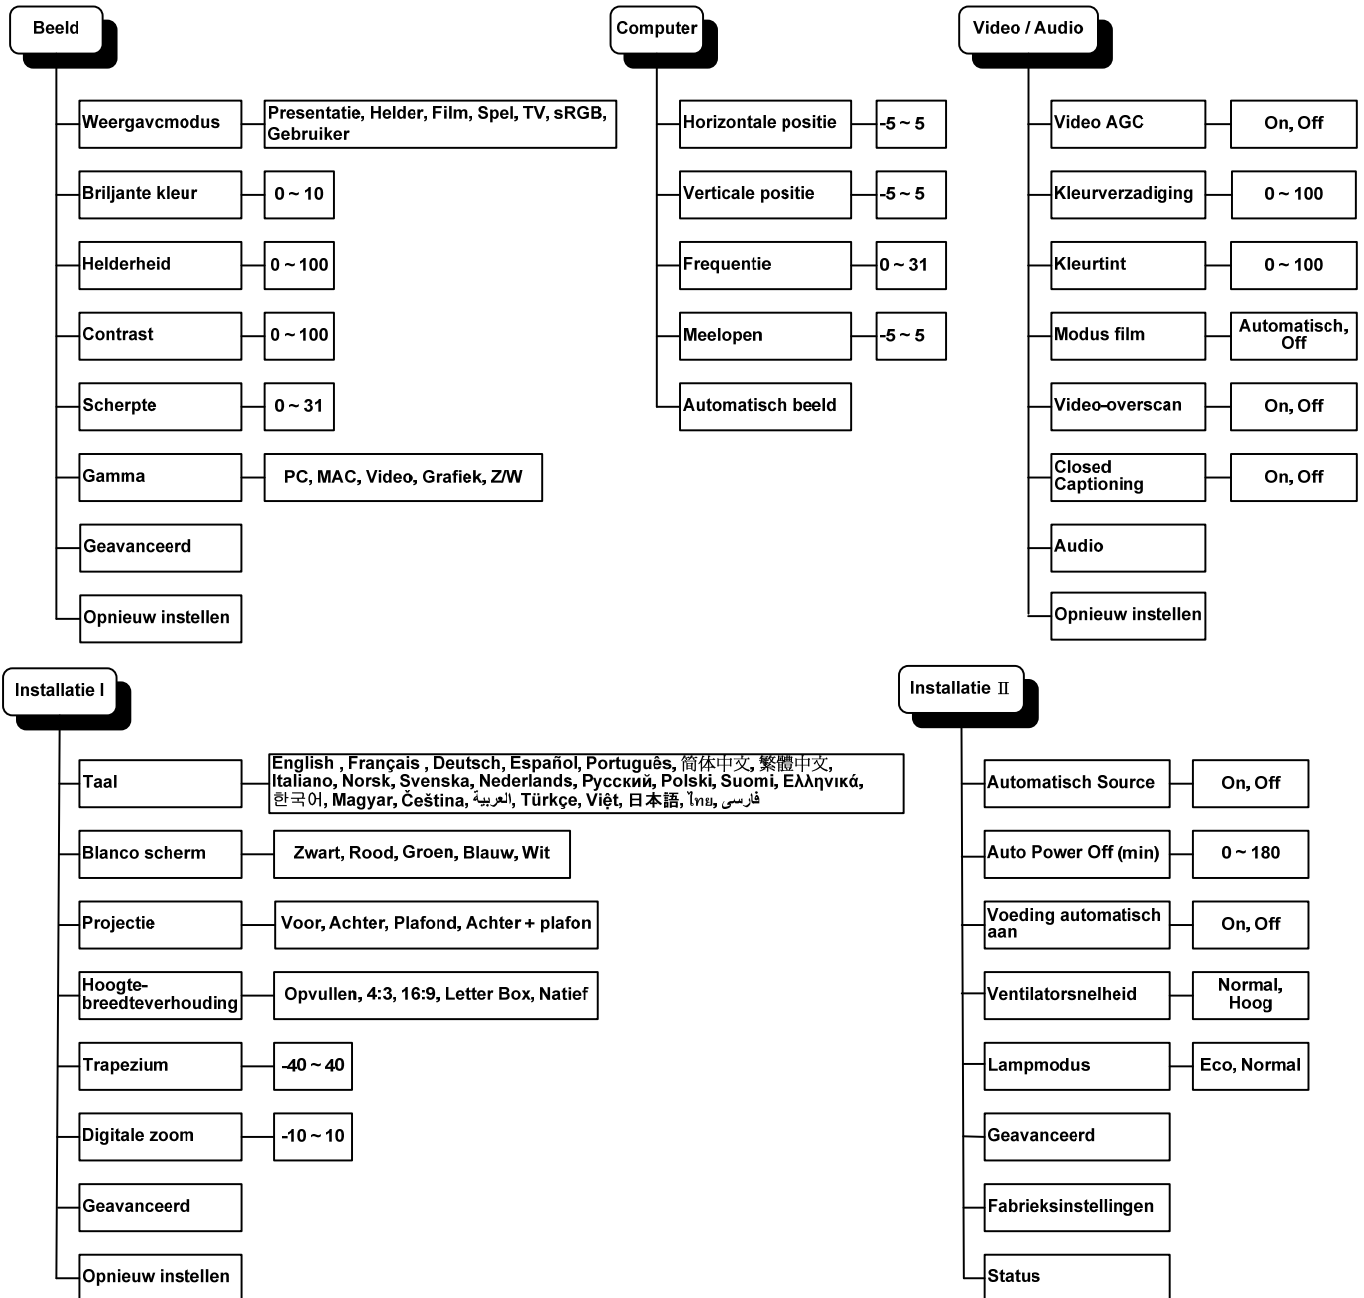 Beeld
Weergavcmodus
Presentatie, Helder, Film, Spel, TV, sRGB,
Gebruiker
Briljante kleur
0 ~ 10
Helderheid
0 ~ 100
Contrast
0 ~ 100
Scherpte
0 ~ 31
Gamma
PC, MAC, Video, Grafiek, Z/W
Geavanceerd
Opnieuw instellen
Computer
Horizontale positie
-5 ~ 5
Verticale positie
-5 ~ 5
Frequentie
0 ~ 31
Meelopen
-5 ~ 5
Automatisch beeld
Video / Audio
Video AGC
On, Off
Kleurverzadiging
0 ~ 100
Kleurtint
0 ~ 100
Modus film
Automatisch,
Off
Video-overscan
On, Off
Closed
Captioning
On, Off
Audio
Opnieuw instellen
Installatie I
Taal
English , Français , Deutsch, Español, Português, 简体中文, 繁體中文,
Italiano, Norsk, Svenska, Nederlands, Русский, Polski, Suomi, Ελληνικά,
한국어, Magyar, Čeština, العربية, Türkçe, Việt, 日本語, ไทย, فارسی
Blanco scherm
Zwart, Rood, Groen, Blauw, Wit
Projectie
Voor, Achter, Plafond, Achter + plafon
Hoogte-
breedteverhouding
Opvullen, 4:3, 16:9, Letter Box, Natief
Trapezium
-40 ~ 40
Digitale zoom
-10 ~ 10
Geavanceerd
Opnieuw instellen
Installatie II
Automatisch Source
On, Off
Auto Power Off (min)
0 ~ 180
Voeding automatisch
aan
On, Off
Ventilatorsnelheid
Normal,
Hoog
Lampmodus
Eco, Normal
Geavanceerd
Fabrieksinstellingen
Status